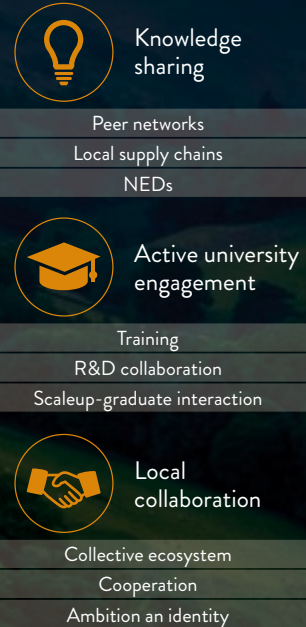 Knowledge
sharing
Peer networks
Local supply chains
NEDs
Active university
engagement
Training
R&D collaboration
Scaleup-graduate interaction
Local
collaboration
Collective ecosystem
Cooperation
Ambition an identity